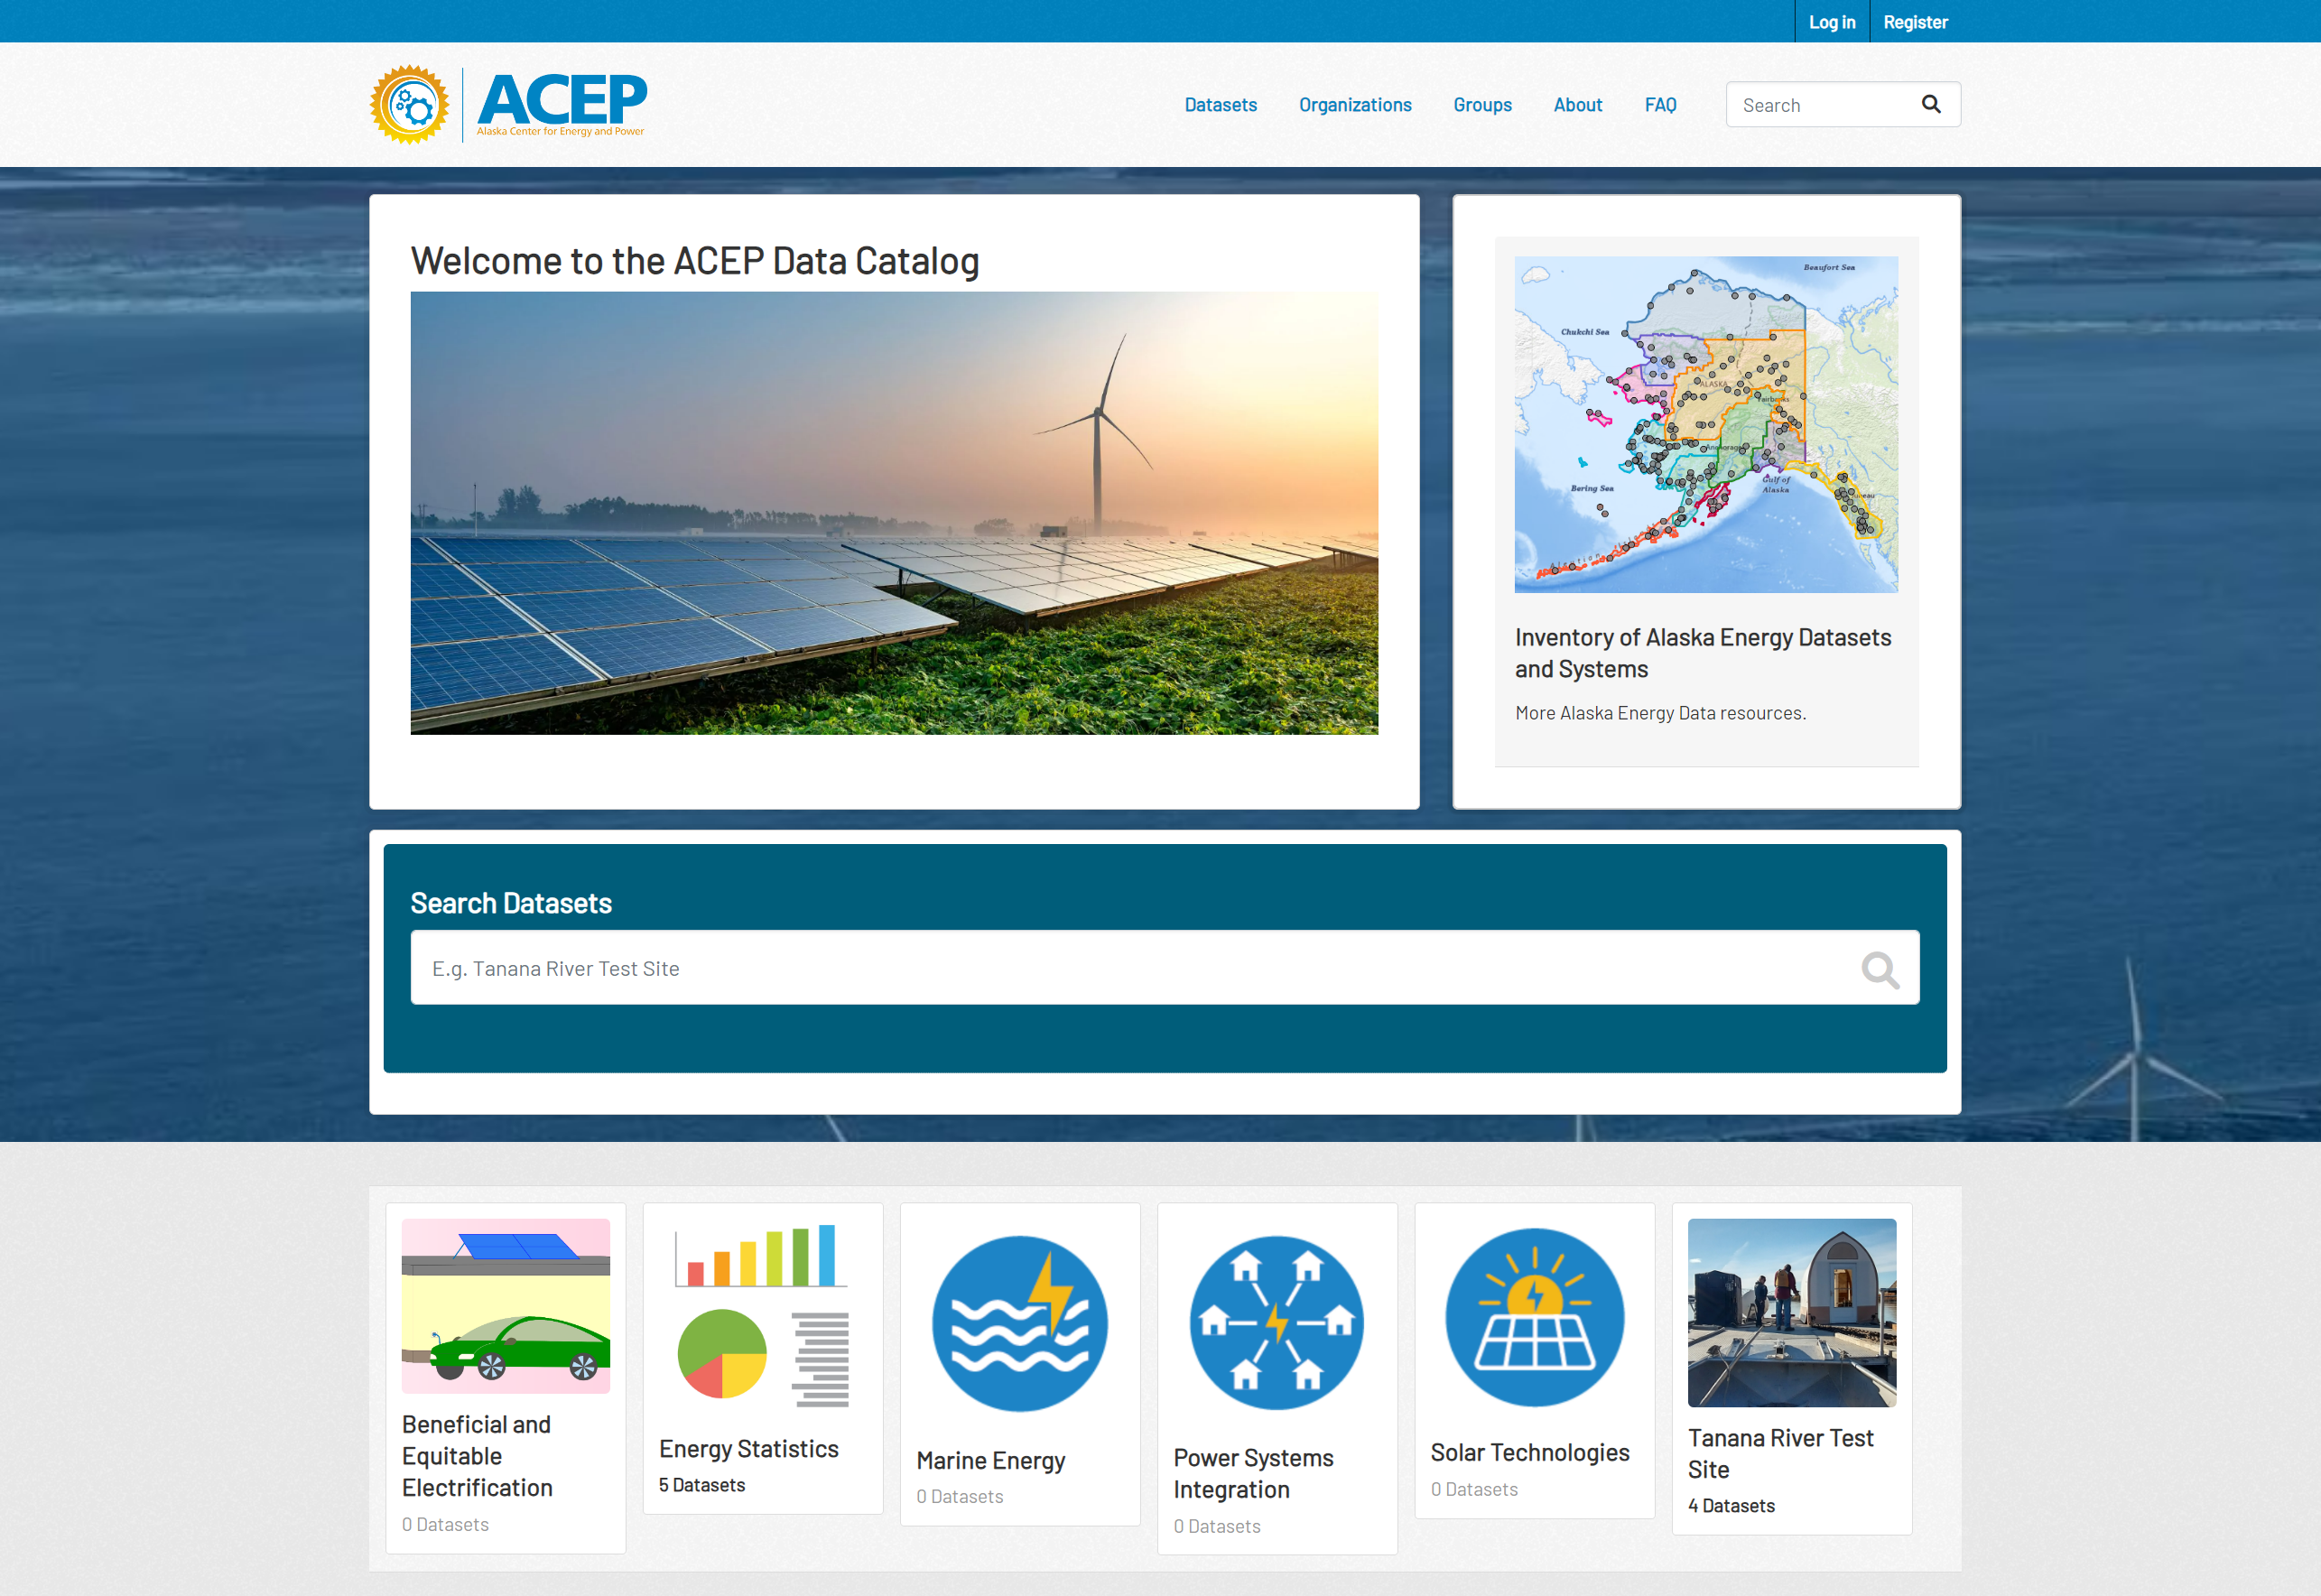 Log in
Register
ACEP
Alaska Center for Energy and Power
Datasets
Organizations
Groups
About
FAQ
Search
Welcome to the ACEP Data Catalog
Beaufort Sea
Chukchi Sea
ALASKA
Fairbanks
Bering Sea
Gulf of
Alaska
Inventory of Alaska Energy Datasets
and Systems
More Alaska Energy Data resources.
Search Datasets
E.g. Tanana River Test Site
Beneficial and
Equitable
Electrification
0 Datasets
Energy Statistics
5 Datasets
Marine Energy
0 Datasets
Power Systems
Integration
0 Datasets
Solar Technologies
0 Datasets
Tanana River Test
Site
4 Datasets